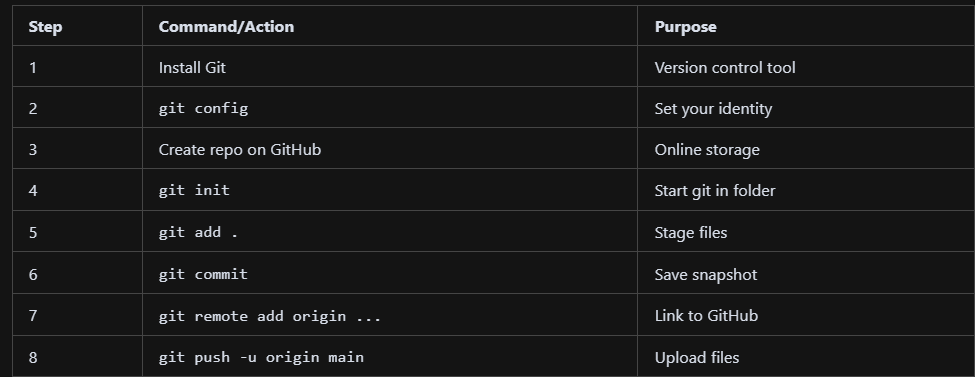 Step Command/Action Purpose
1 Install Git Version control tool
2 git config Set your identity
3 Create repo on GitHub Online storage
4 git init Start git in folder
5 git add . Stage files
6 git commit Save snapshot
7 git remote add origin ... Link to GitHub
8 git push -u origin main Upload files